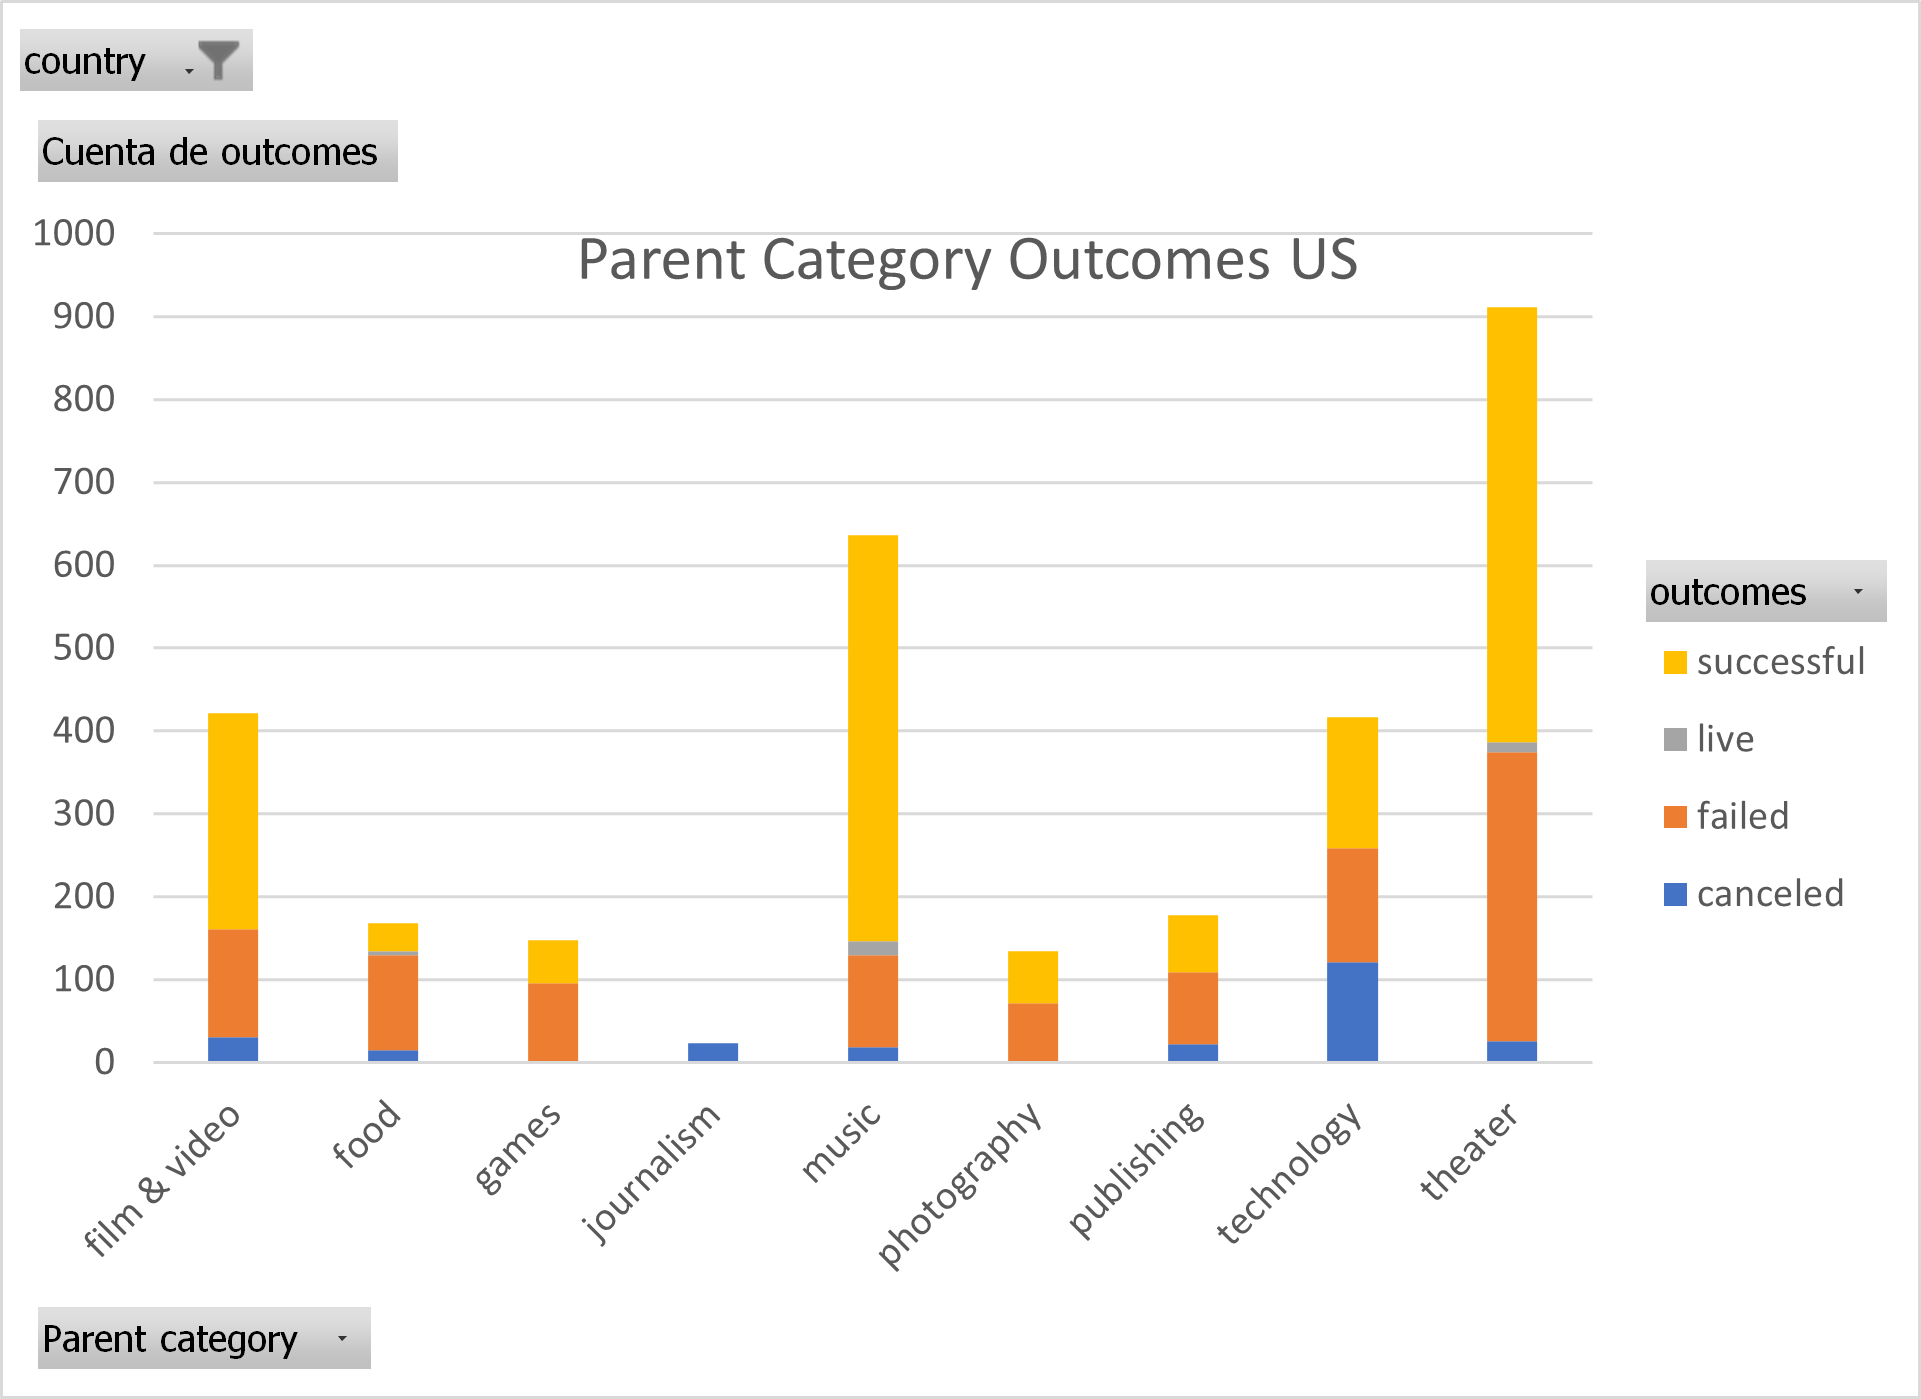 country
Cuenta de outcomes
Parent Category Outcomes US
1000
900
800
700
600
500
400
300
200
100
0
film & video
food
games
journalism
music
photography
publishing
technology
theater
outcomes
successful
live
failed
canceled
Parent category